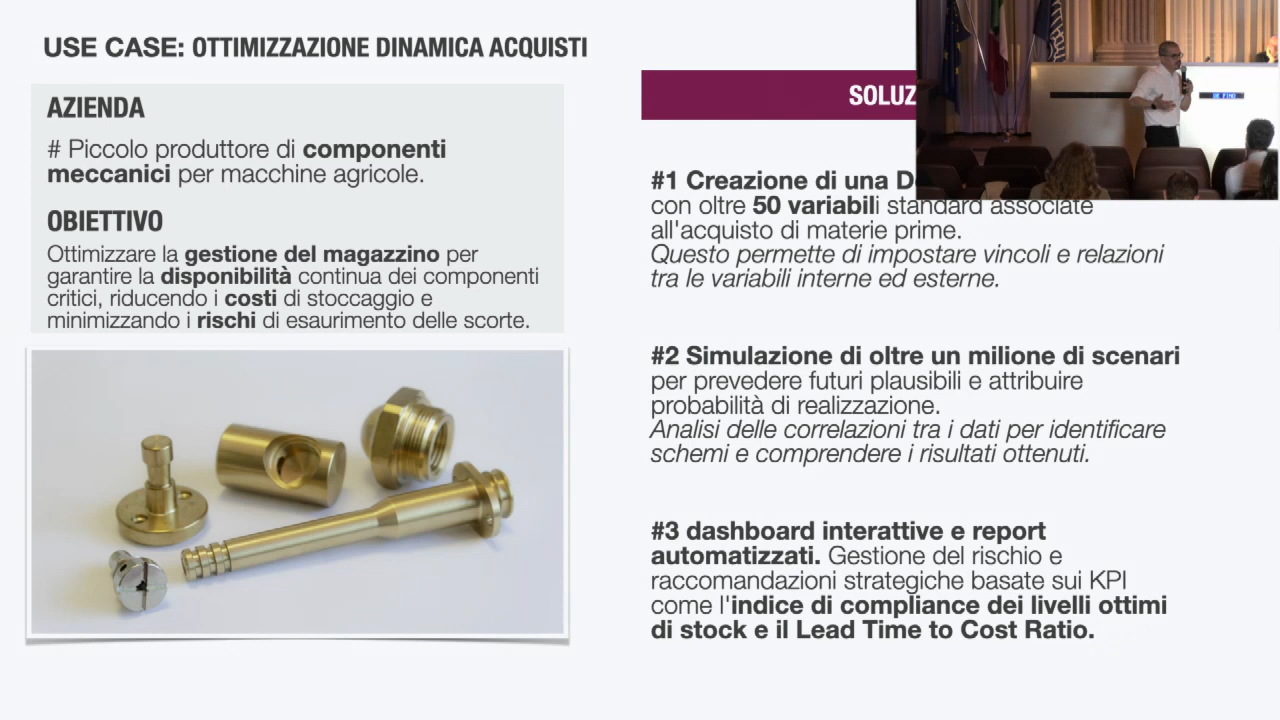 USE CASE: OTTIMIZZAZIONE DINAMICA ACQUISTI
AZIENDA
# Piccolo produttore di componenti
meccanici per macchine agricole.
OBIETTIVO
Ottimizzare la gestione del magazzino per
garantire la disponibilità continua dei componenti
critici, riducendo i costi di stoccaggio e
minimizzando i rischi di esaurimento delle scorte.
#1 Creazione di una
con oltre 50 variabili standard associate
all'acquisto di materie prime.
Questo permette di impostare vincoli e relazioni
tra le variabili interne ed esterne.
#2 Simulazione di oltre un milione di scenari
per prevedere futuri plausibili e attribuire
probabilità di realizzazione.
Analisi delle correlazioni tra i dati per identificare
schemi e comprendere i risultati ottenuti.
#3 dashboard interattive e report
automatizzati. Gestione del rischio e
raccomandazioni strategiche basate sui KPI
come l'indice di compliance dei livelli ottimi
di stock e il Lead Time to Cost Ratio.